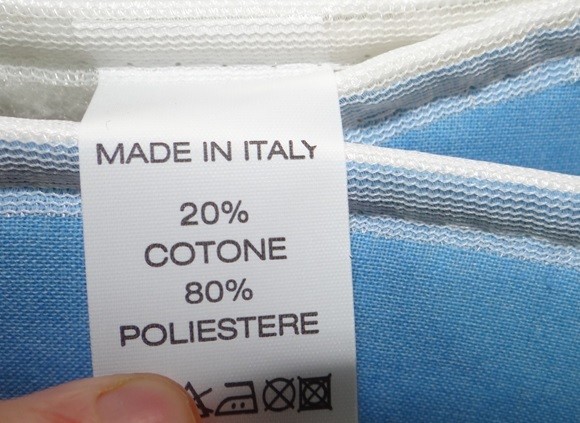 MADE IN ITALY
20%
COTONE
80%
POLIESTERE